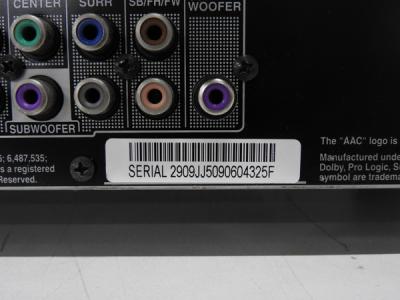 CENTER
SURR
SB/FH/FW
WOOFER
SUBWOOFER
6,487,535;
a registered
Reserved.
SERIAL 2909JJ5090604325F
The "AAC" logo is
Manufactured unde
Dolby, Pro Logic, S
symbol are tradema